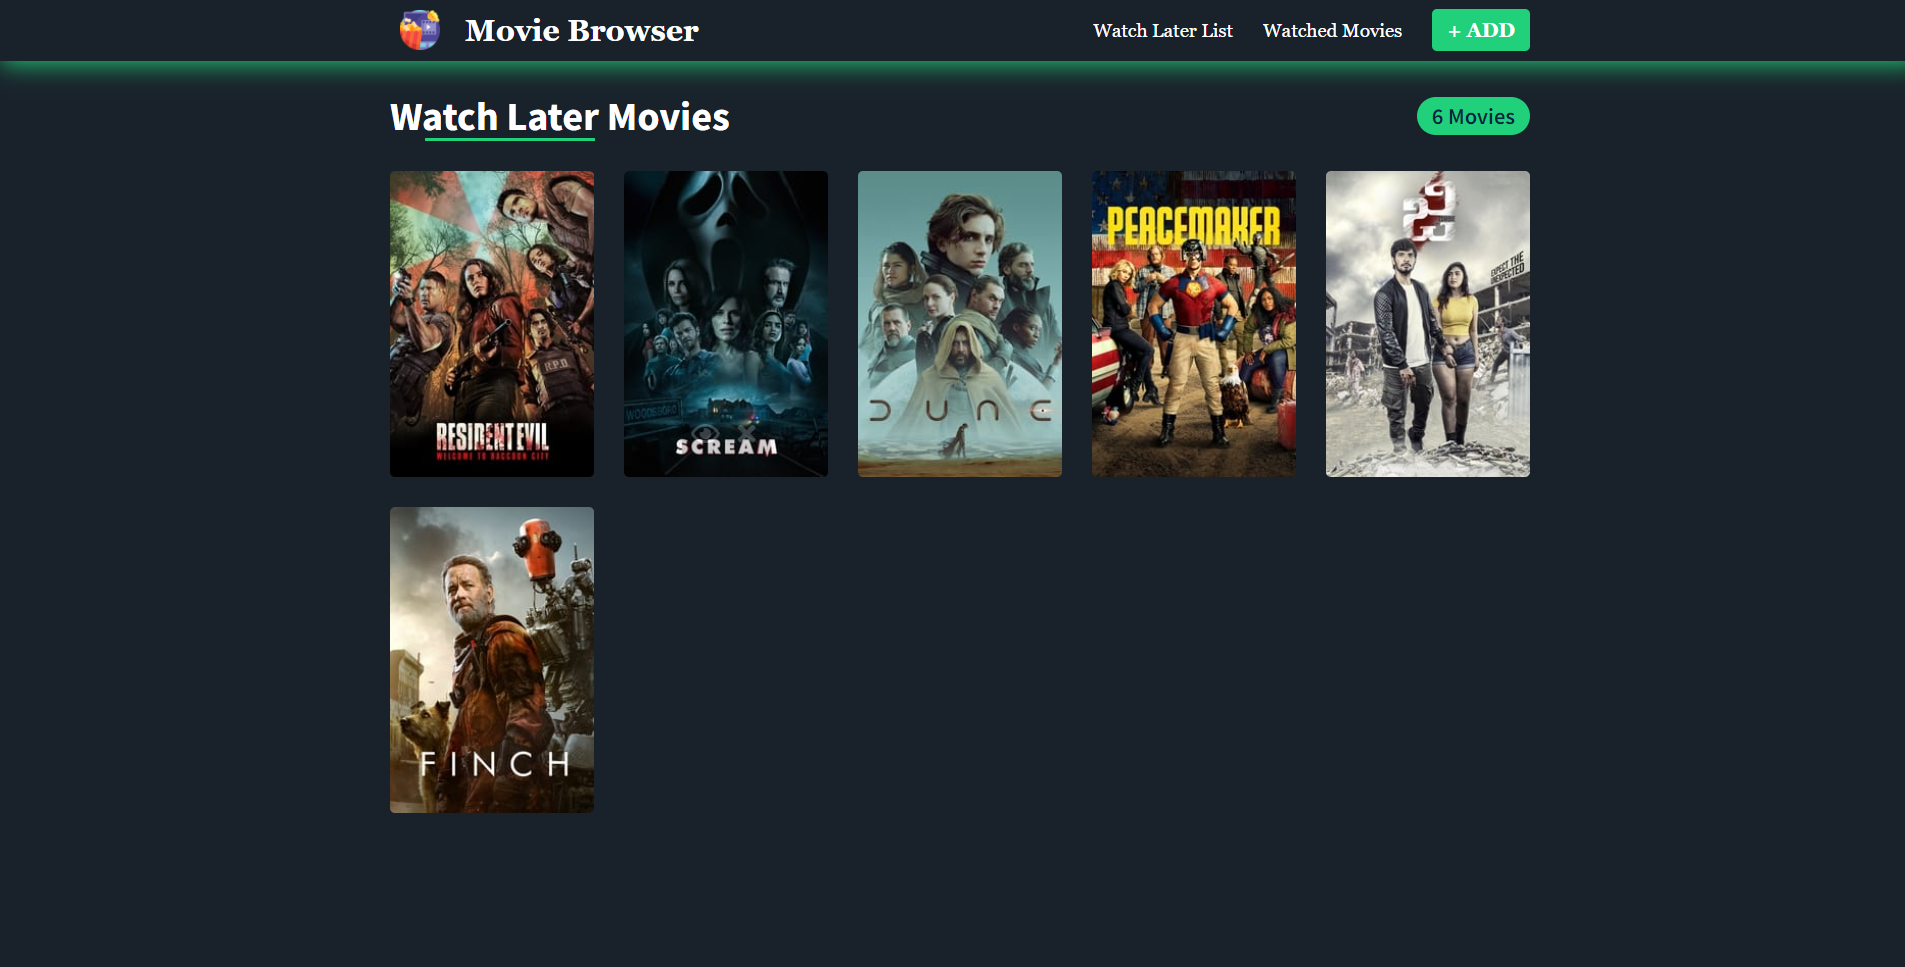 Movie Browser
Watch Later List
Watched Movies
+ ADD
Watch Later Movies
6 Movies
RESIDENT EVIL
WELCOME TO RACCOON CITY
WOODSBORO
SCREAM
DUNE
PEACEMAKER
EXPECT THE
UNEXPECTED
R.P.D
FINCH